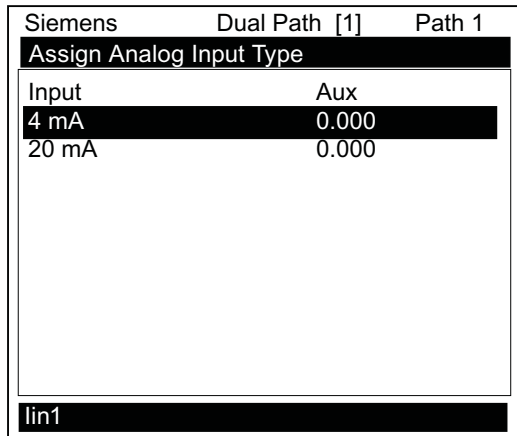 Siemens Dual Path [1] Path 1
Assign Analog Input Type
Input Aux
4 mA 0.000
20 mA 0.000
Iin1